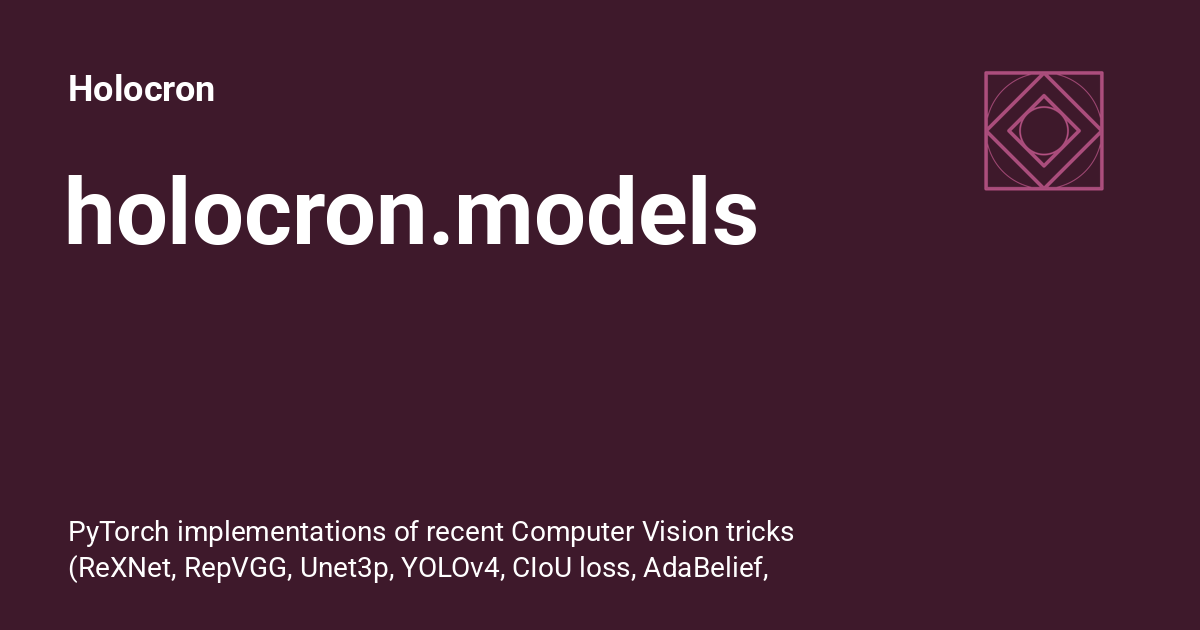 Holocron
holocron.models
PyTorch implementations of recent Computer Vision tricks
(ReXNet, RepVGG, Unet3p, YOLOv4, CIoU loss, AdaBelief,